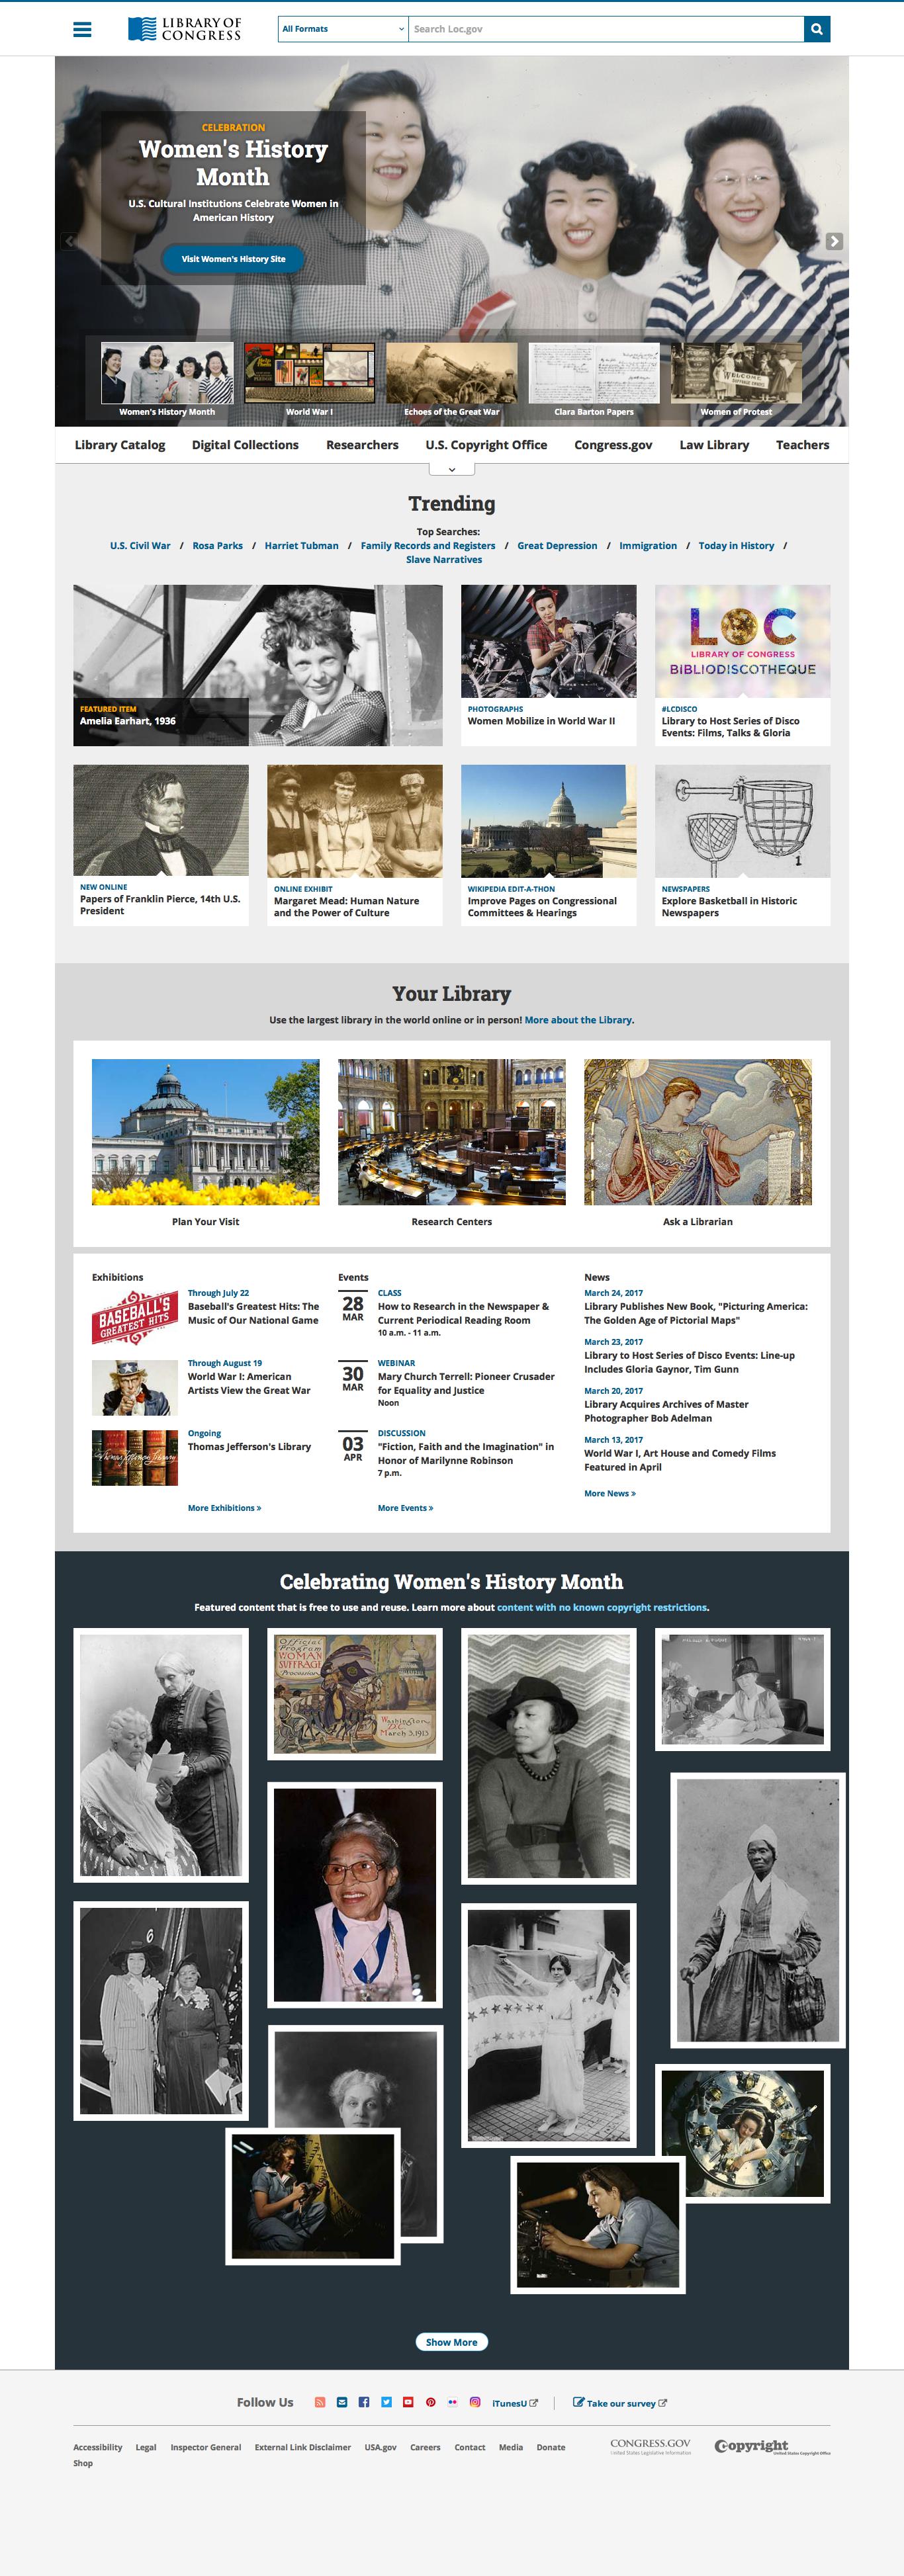 LIBRARY OF
CONGRESS
All Formats
Search Loc.gov
CELEBRATION
Women's History
Month
U.S. Cultural Institutions Celebrate Women in
American History
Visit Women's History Site
WELCOME
Women's History Month
World War I
Echoes of the Great War
Clara Barton Papers
Women of Protest
Library Catalog
Digital Collections
Researchers
U.S. Copyright Office
Congress.gov
Law Library
Teachers
Trending
Top Searches:
U.S. Civil War / Rosa Parks / Harriet Tubman / Family Records and Registers / Great Depression / Immigration / Today in History /
Slave Narratives
FEATURED ITEM
Amelia Earhart, 1936
PHOTOGRAPHS
Women Mobilize in World War II
LOC
LIBRARY OF CONGRESS
BIBLIODISCOTHEQUE
#LCDISCO
Library to Host Series of Disco
Events: Films, Talks & Gloria
NEW ONLINE
Papers of Franklin Pierce, 14th U.S.
President
ONLINE EXHIBIT
Margaret Mead: Human Nature
and the Power of Culture
WIKIPEDIA EDIT-A-THON
Improve Pages on Congressional
Committees & Hearings
1
NEWSPAPERS
Explore Basketball in Historic
Newspapers
Your Library
Use the largest library in the world online or in person! More about the Library.
Plan Your Visit
Research Centers
Ask a Librarian
Exhibitions
BASEBALL'S
GREATEST HITS
Through July 22
Baseball's Greatest Hits: The
Music of Our National Game
Through August 19
World War I: American
Artists View the Great War
Thomas Jefferson's Library
Ongoing
Thomas Jefferson's Library
More Exhibitions »
Events
28
MAR
CLASS
How to Research in the Newspaper &
Current Periodical Reading Room
10 a.m. - 11 a.m.
30
MAR
WEBINAR
Mary Church Terrell: Pioneer Crusader
for Equality and Justice
Noon
03
APR
DISCUSSION
"Fiction, Faith and the Imagination" in
Honor of Marilynne Robinson
7 p.m.
More Events »
News
March 24, 2017
Library Publishes New Book, "Picturing America:
The Golden Age of Pictorial Maps"
March 23, 2017
Library to Host Series of Disco Events: Line-up
Includes Gloria Gaynor, Tim Gunn
March 20, 2017
Library Acquires Archives of Master
Photographer Bob Adelman
March 13, 2017
World War I, Art House and Comedy Films
Featured in April
More News »
Celebrating Women's History Month
Featured content that is free to use and reuse. Learn more about content with no known copyright restrictions.
Official
Program
WOMAN
SUFFRAGE
Procession
Washington
D.C.
March 3, 1913
6
Show More
Follow Us
iTunesU
Take our survey
Accessibility
Legal
Inspector General
External Link Disclaimer
USA.gov
Careers
Contact
Media
Donate
Shop
CONGRESS.GOV
United States Legislative Information
Copyright
United States Copyright Office